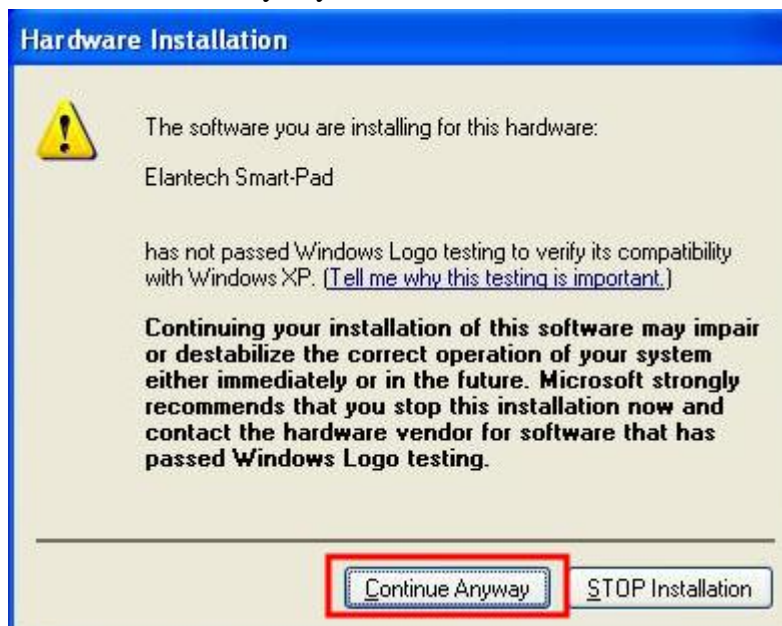 Hardware Installation
The software you are installing for this hardware:
Elantech Smart-Pad
has not passed Windows Logo testing to verify its compatibility
with Windows XP. (Tell me why this testing is important.)
Continuing your installation of this software may impair
or destabilize the correct operation of your system
either immediately or in the future. Microsoft strongly
recommends that you stop this installation now and
contact the hardware vendor for software that has
passed Windows Logo testing.
Continue Anyway
STOP Installation